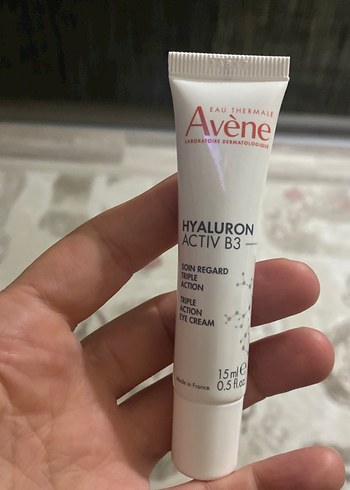 EAU THERMALE
Avène
LABORATOIRE DERMATOLOGIQUE
HYALURON
ACTIV B3
SOIN REGARD
TRIPLE
ACTION
TRIPLE
ACTION
EYE CREAM
15 ml e
0.5 fl.oz
Made in France